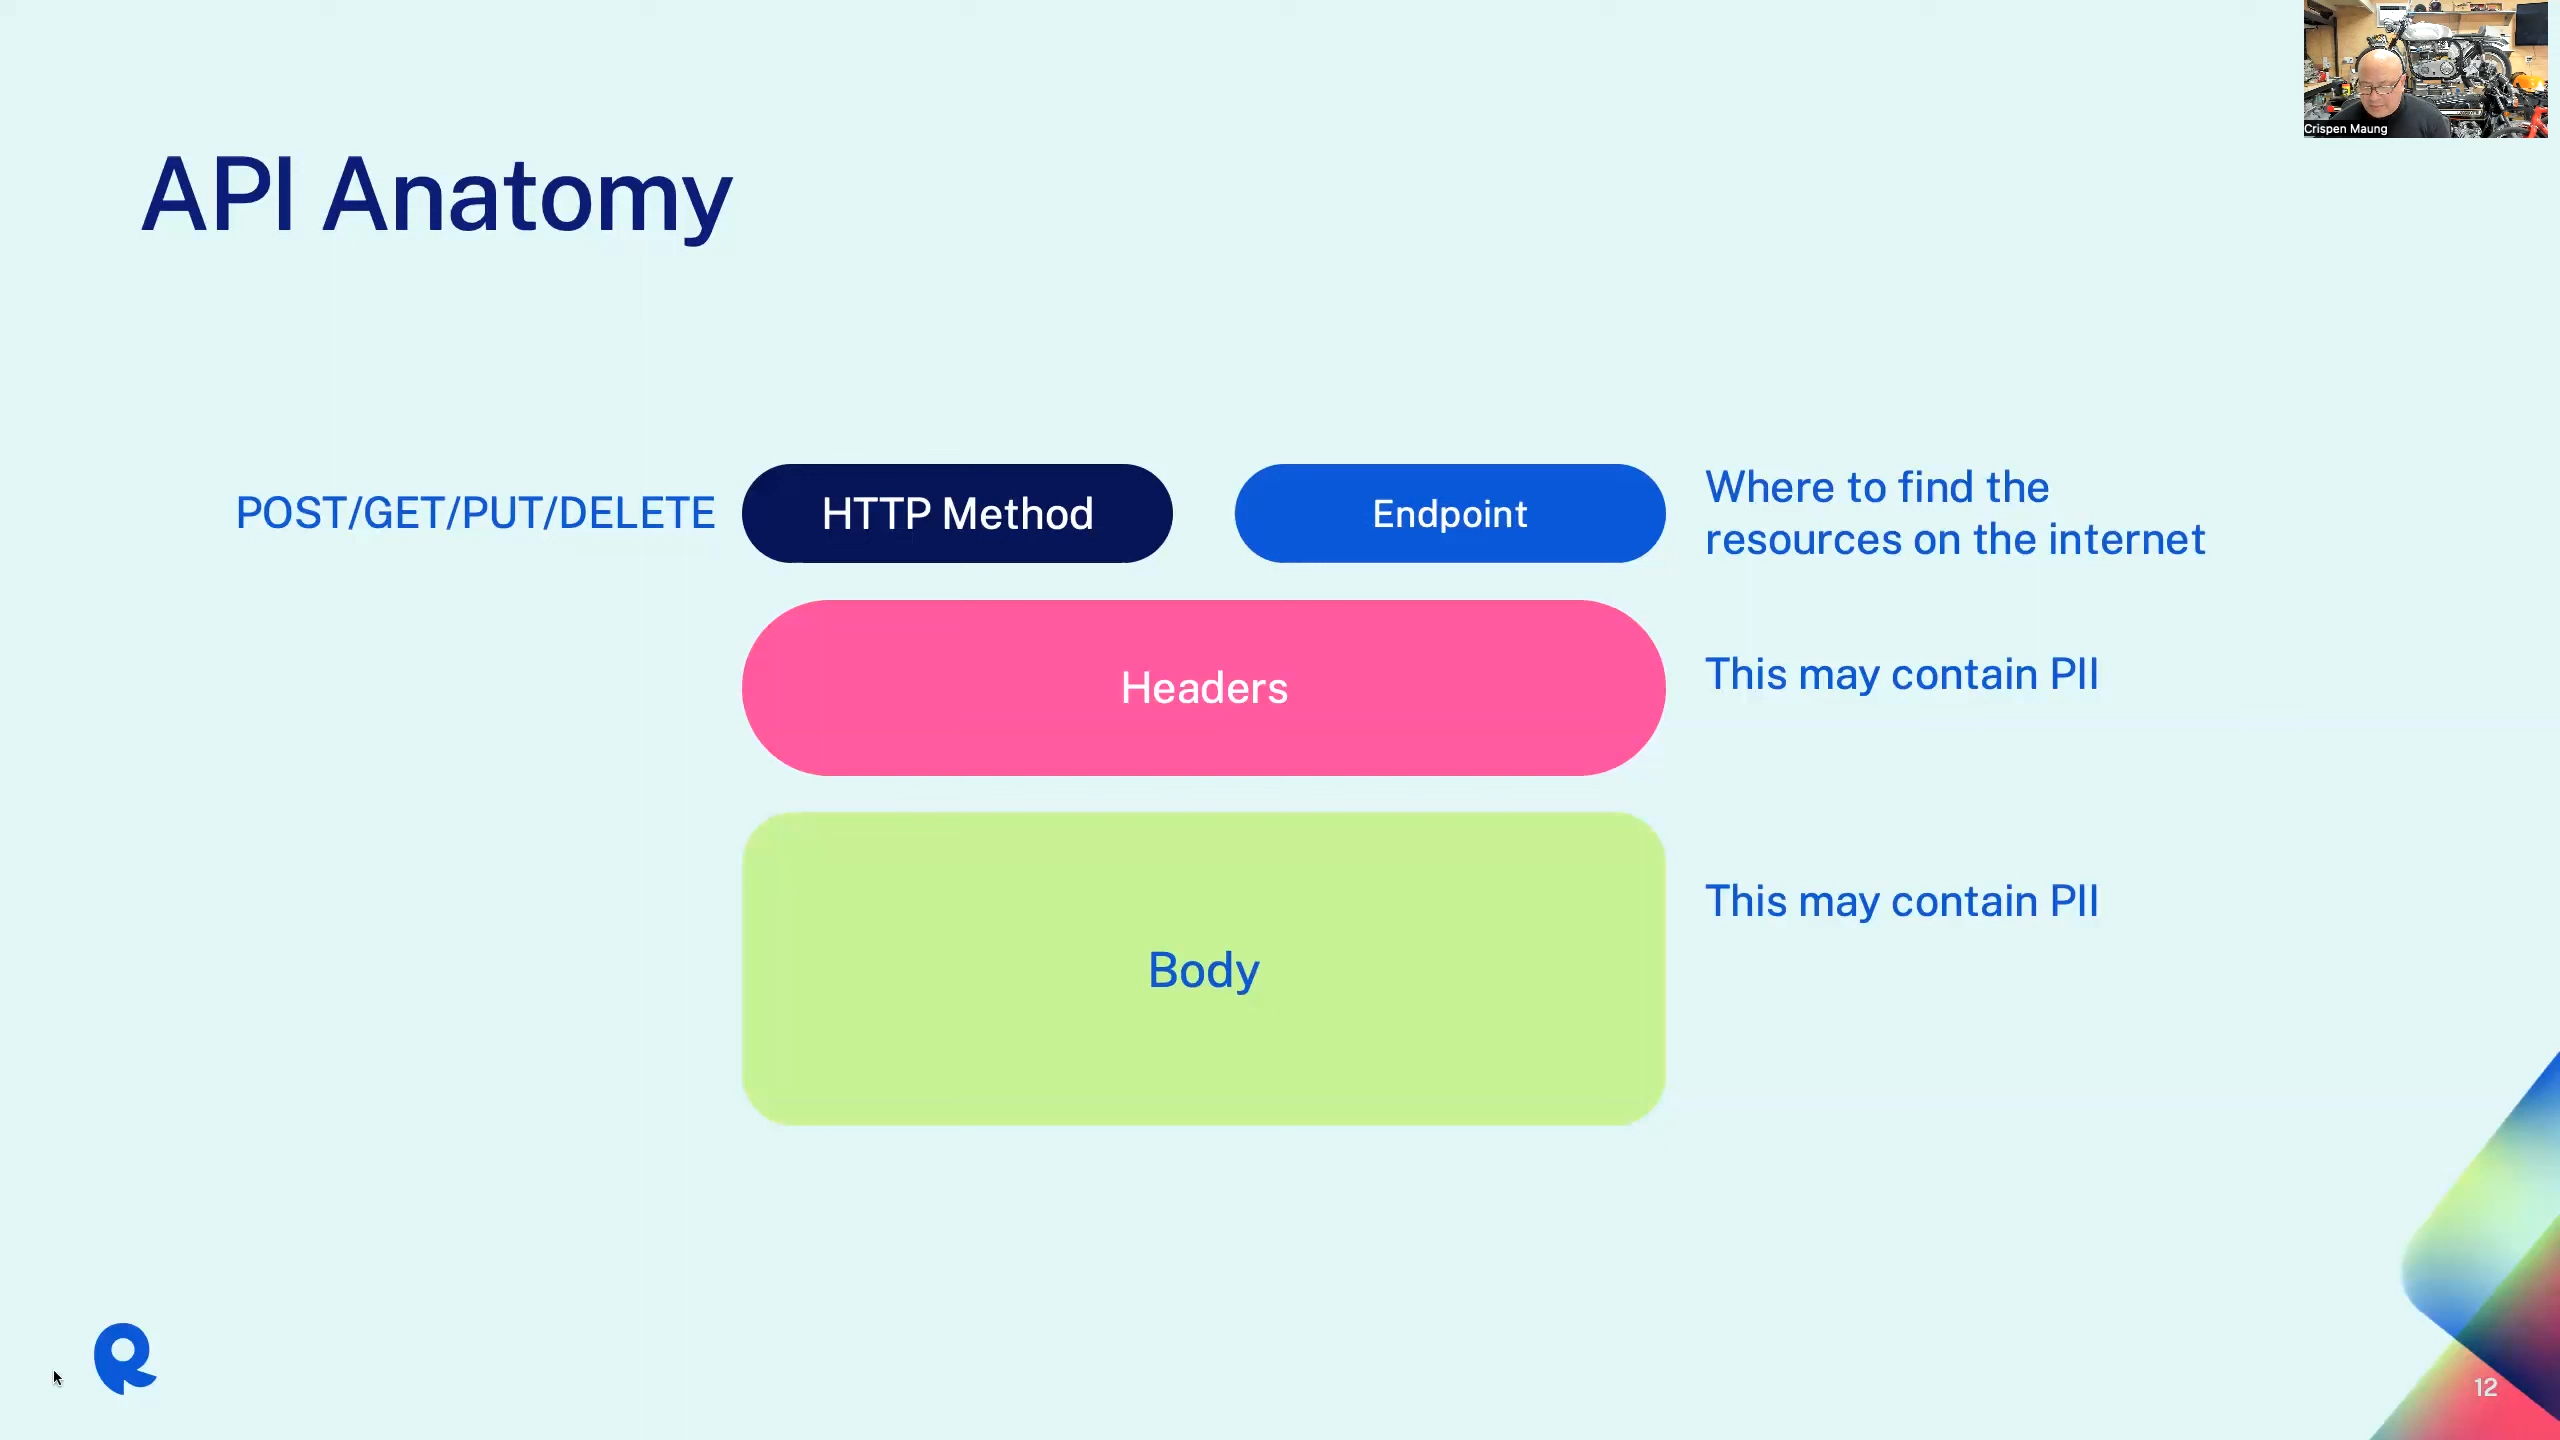 Crispen Maung
API Anatomy
POST/GET/PUT/DELETE
HTTP Method
Endpoint
Where to find the
resources on the internet
Headers
This may contain PII
Body
This may contain PII
12